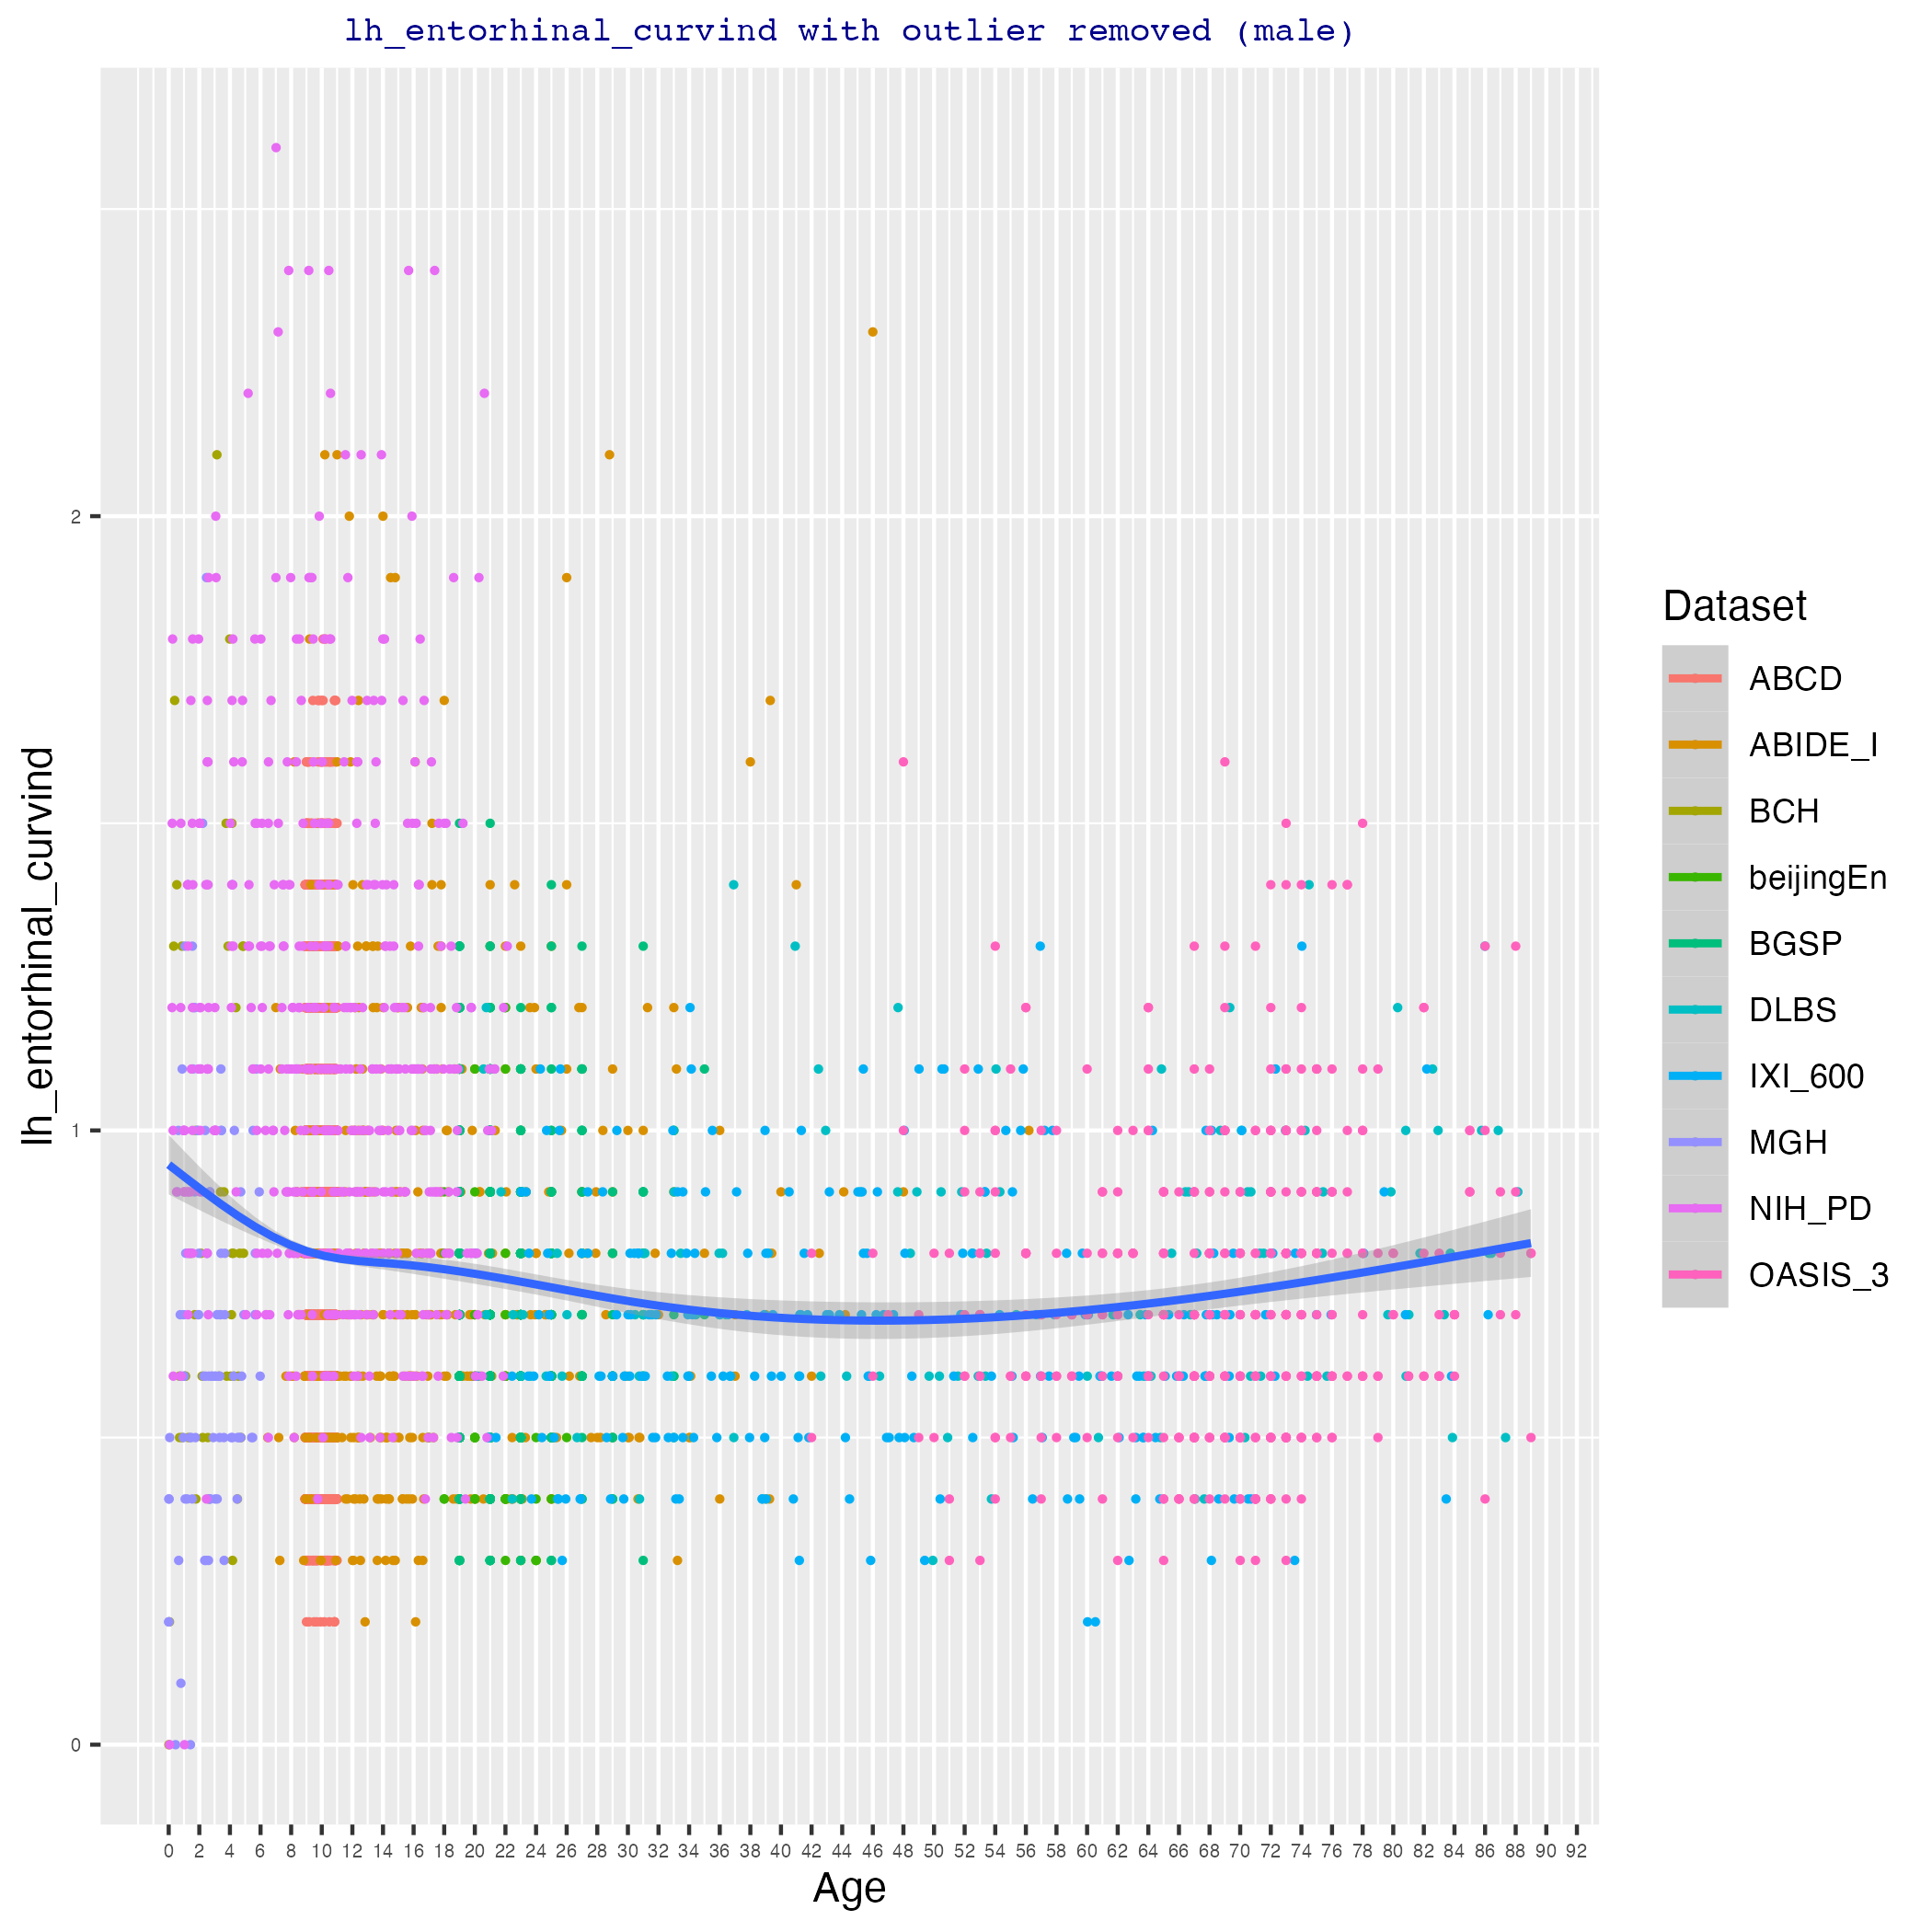 lh_entorhinal_curvind with outlier removed (male)
lh_entorhinal_curvind
2
1
0
0 2 4 6 8 10 12 14 16 18 20 22 24 26 28 30 32 34 36 38 40 42 44 46 48 50 52 54 56 58 60 62 64 66 68 70 72 74 76 78 80 82 84 86 88 90 92
Age
Dataset
ABCD
ABIDE_I
BCH
beijingEn
BGSP
DLBS
IXI_600
MGH
NIH_PD
OASIS_3